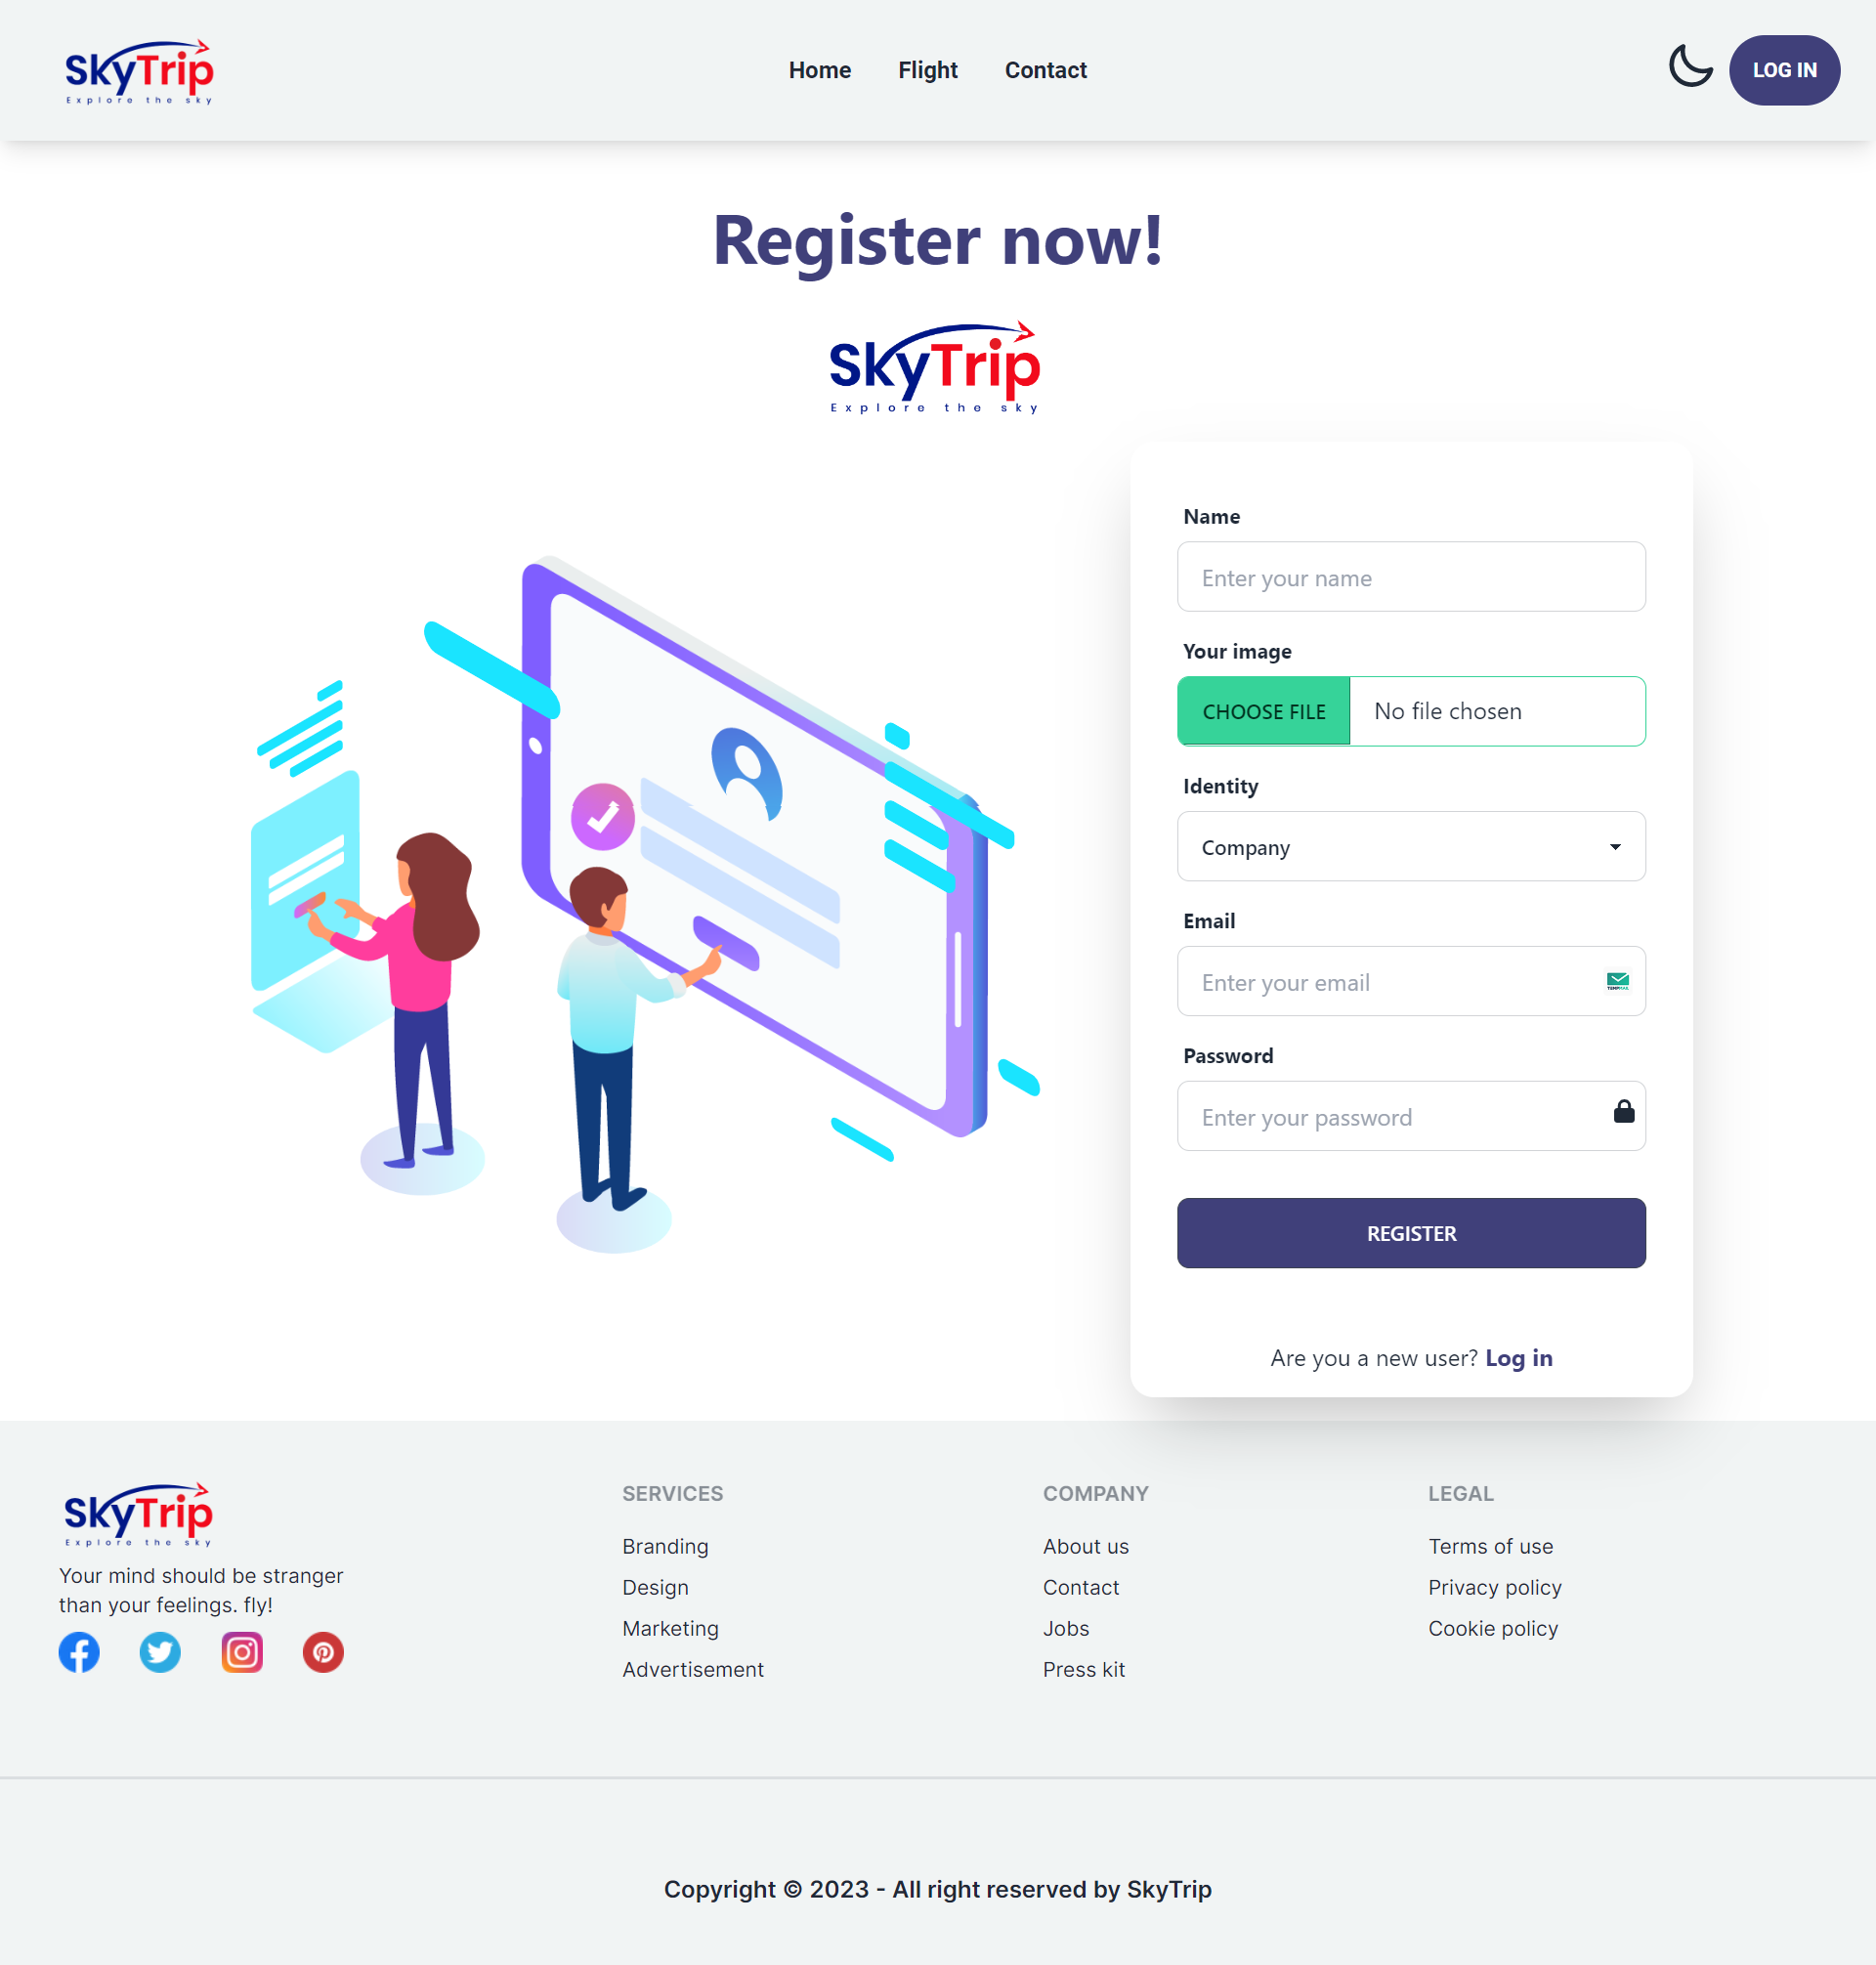 SkyTrip
Explore the sky
Home Flight Contact
LOG IN
Register now!
SkyTrip
Explore the sky
Name
Enter your name
Your image
CHOOSE FILE No file chosen
Identity
Company
Email
Enter your email
Password
Enter your password
REGISTER
Are you a new user? Log in
SkyTrip
Explore the sky
Your mind should be stranger
than your feelings. fly!
SERVICES
Branding
Design
Marketing
Advertisement
COMPANY
About us
Contact
Jobs
Press kit
LEGAL
Terms of use
Privacy policy
Cookie policy
Copyright © 2023 - All right reserved by SkyTrip